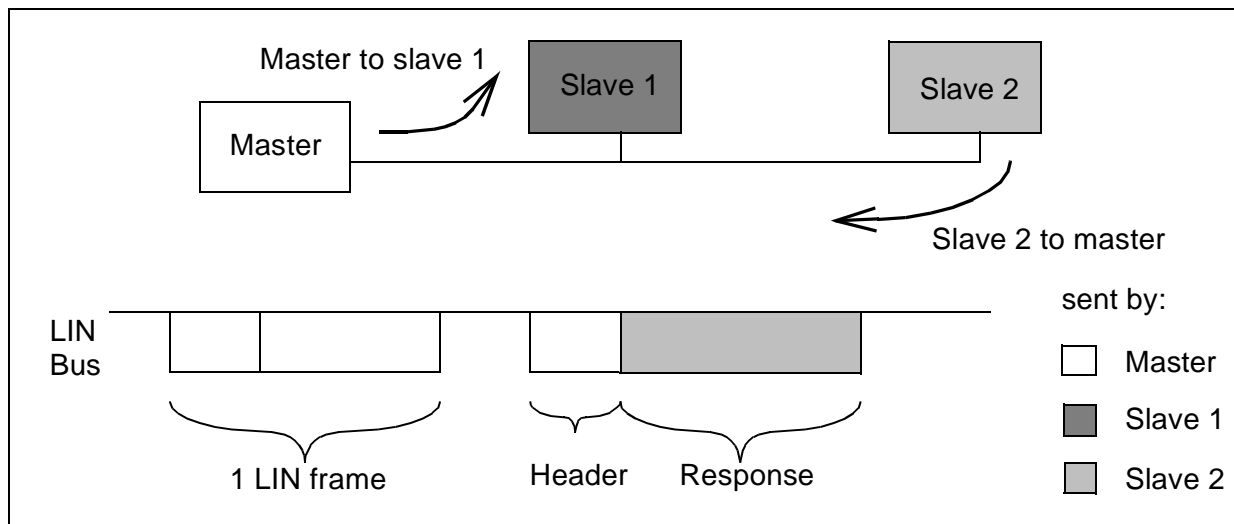 Master to slave 1
Slave 1
Slave 2
Master
Slave 2 to master
sent by:
LIN
Bus
Master
Slave 1
Slave 2
1 LIN frame
Header
Response